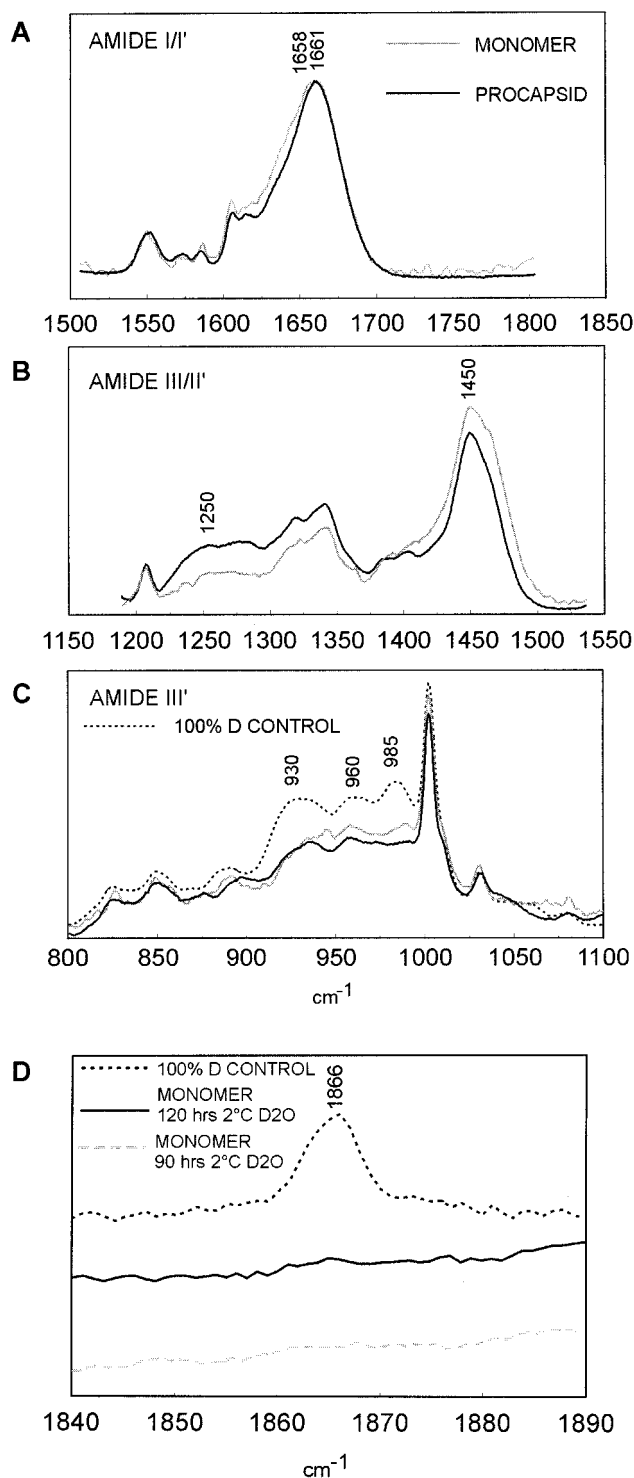 A
AMIDE I/I'
1658
1661
MONOMER
PROCAPSID
1500 1550 1600 1650 1700 1750 1800 1850
B
AMIDE III/II'
1250
1450
1150 1200 1250 1300 1350 1400 1450 1500 1550
C
AMIDE III'
100% D CONTROL
930
960
985
800 850 900 950 1000 1050 1100
cm-1
D
100% D CONTROL
MONOMER
120 hrs 2°C D2O
MONOMER
90 hrs 2°C D2O
1866
1840 1850 1860 1870 1880 1890
cm-1